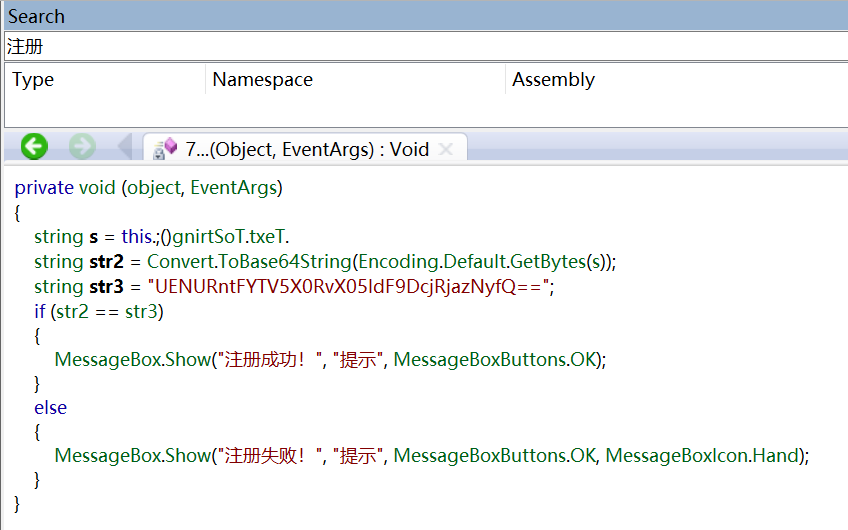 Search
注册
Type Namespace Assembly
7...(Object, EventArgs) : Void
private void (object, EventArgs)
{
string s = this.;()gnirtSoT.txeT.
string str2 = Convert.ToBase64String(Encoding.Default.GetBytes(s));
string str3 = "UENURntFYTV5X0RvX05ldF9DcjRjazNyfQ==";
if (str2 == str3)
{
MessageBox.Show("注册成功！", "提示", MessageBoxButtons.OK);
}
else
{
MessageBox.Show("注册失败！", "提示", MessageBoxButtons.OK, MessageBoxIcon.Hand);
}
}